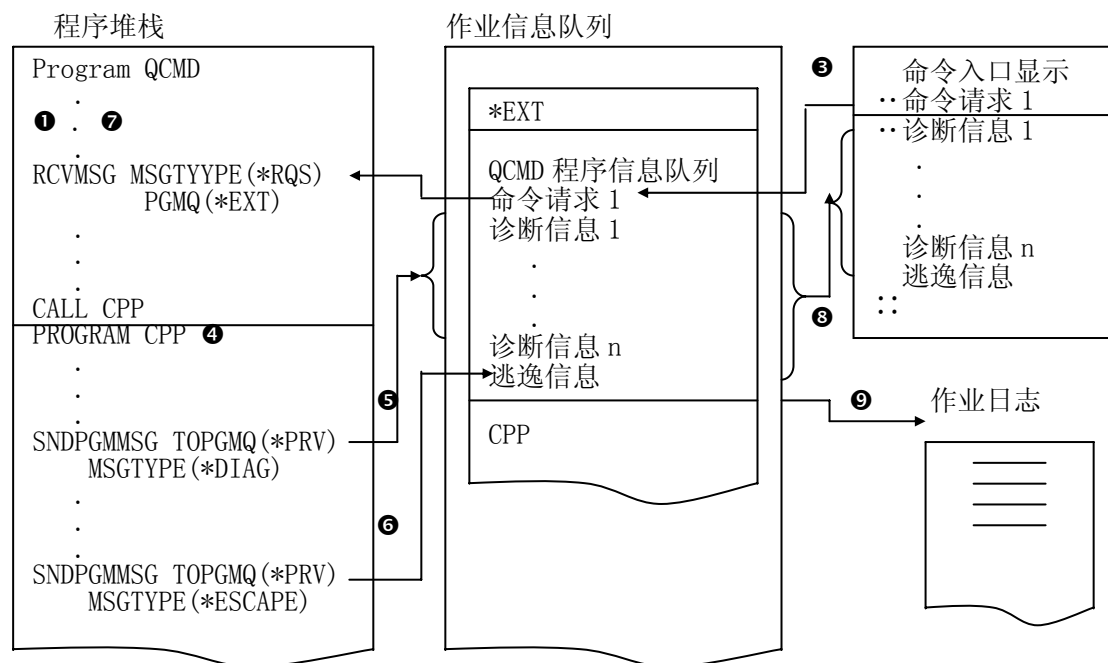 程序堆栈
Program QCMD
.
❶ . ❼
.
RCVMSG MSGTYYPE(*RQS)
PGMQ(*EXT)
.
.
.
CALL CPP
PROGRAM CPP ❹
.
.
.
❺
SNDPGMMSG TOPGMQ(*PRV)
MSGTYPE(*DIAG)
.
.
❻
.
SNDPGMMSG TOPGMQ(*PRV)
MSGTYPE(*ESCAPE)
作业信息队列
*EXT
QCMD 程序信息队列
命令请求 1
诊断信息 1
.
.
.
诊断信息 n
逃逸信息
CPP
❸
命令入口显示
..命令请求 1
..诊断信息 1
.
.
.
诊断信息 n
逃逸信息
::
❽
❾ 作业日志